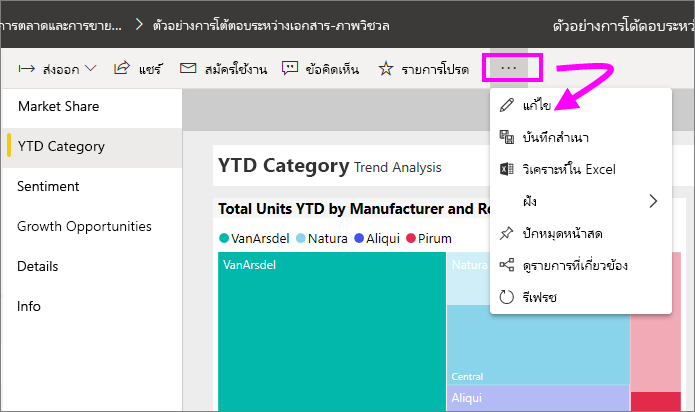 การตลาดและการขาย... > ตัวอย่างการโต้ตอบระหว่างเอกสาร-ภาพวิชวล
ตัวอย่างการโต้ตอบระห
ส่งออก
แชร์
สมัครใช้งาน
ข้อคิดเห็น
รายการโปรด
...
Market Share
YTD Category
Sentiment
Growth Opportunities
Details
Info
แก้ไข
บันทึกสำเนา
วิเคราะห์ใน Excel
ฝัง
ปักหมุดหน้าสด
ดูรายการที่เกี่ยวข้อง
รีเฟรช
YTD Category Trend Analysis
Total Units YTD by Manufacturer and Re
VanArsdel Natura Aliqui Pirum
VanArsdel
Natura
Central
Aliqui